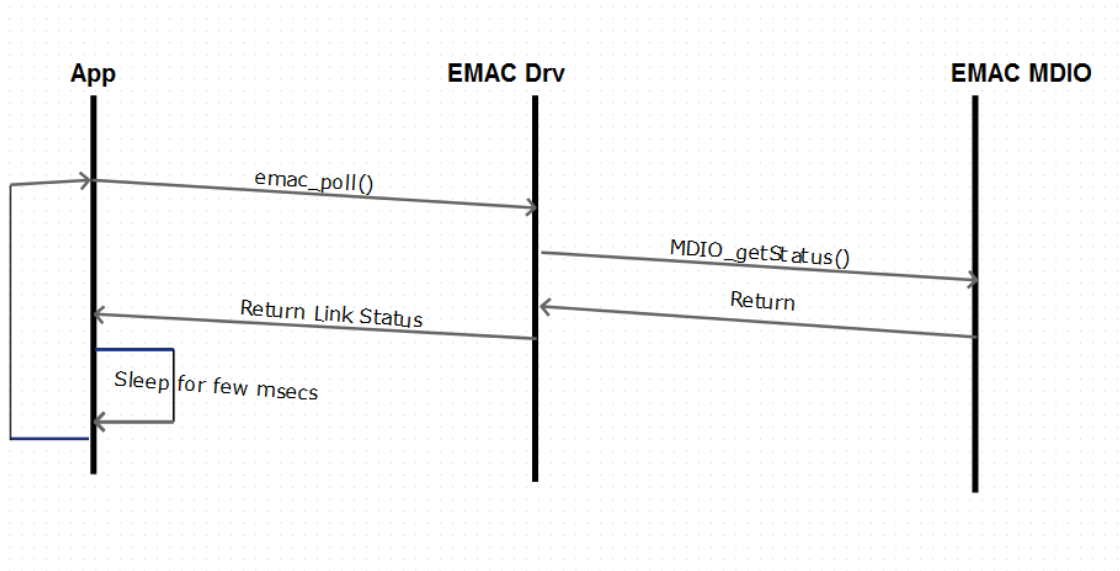 App
EMAC Drv
EMAC MDIO
emac_poll()
MDIO_getStatus()
Return
Return Link Status
Sleep for few msecs